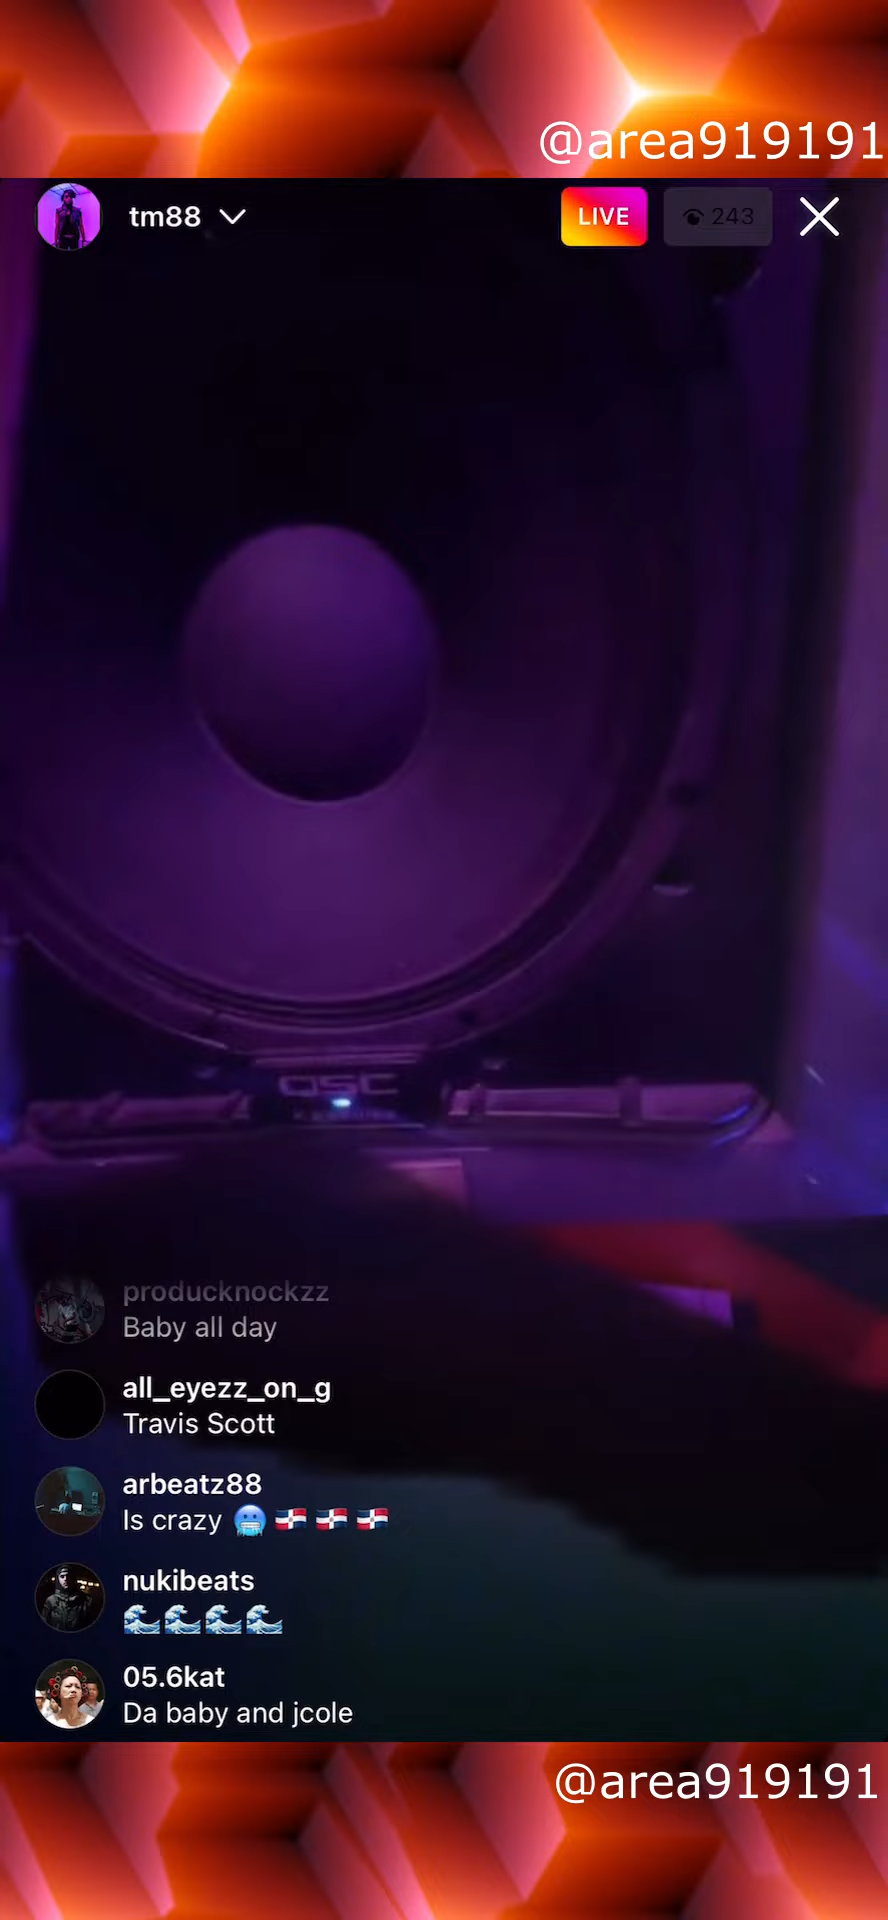 @area919191
tm88
LIVE
243
QSC
producknockzz
Baby all day
all_eyezz_on_g
Travis Scott
arbeatz88
Is crazy 🥶🇩🇴🇩🇴🇩🇴
nukibeats
🌊🌊🌊🌊
05.6kat
Da baby and jcole
@area919191